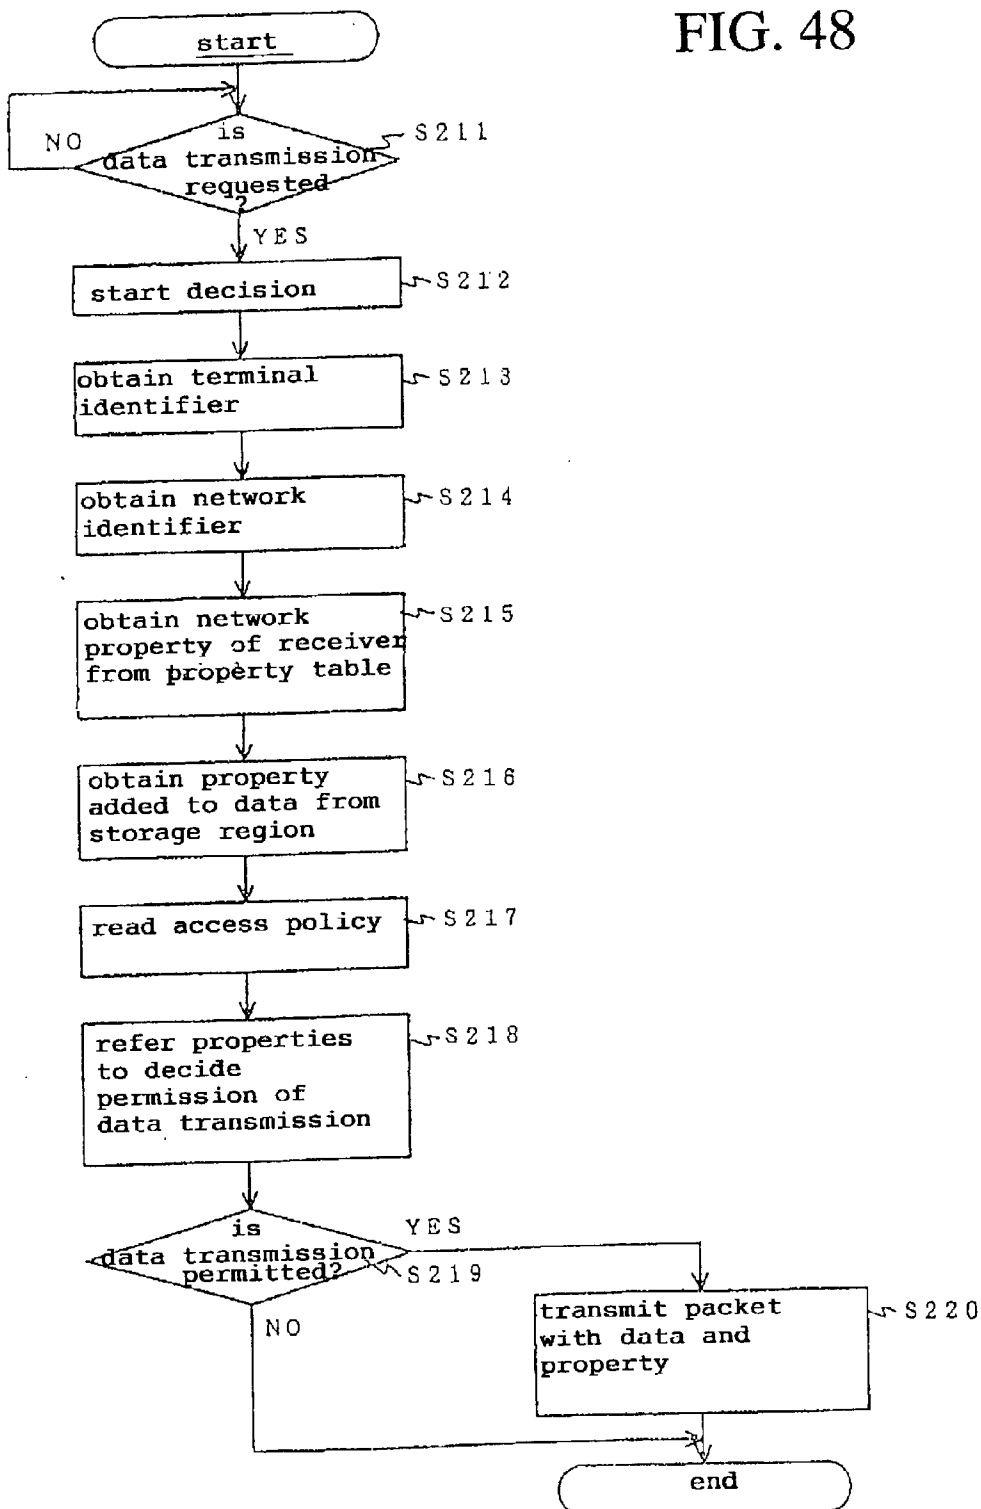 FIG. 48
start
NO
is
data transmission
requested
?
S211
YES
start decision
S212
obtain terminal
identifier
S213
obtain network
identifier
S214
obtain network
property of receiver
from property table
S215
obtain property
added to data from
storage region
S216
read access policy
S217
refer properties
to decide
permission of
data transmission
S218
is
data transmission
permitted?
YES
S219
NO
transmit packet
with data and
property
S220
end